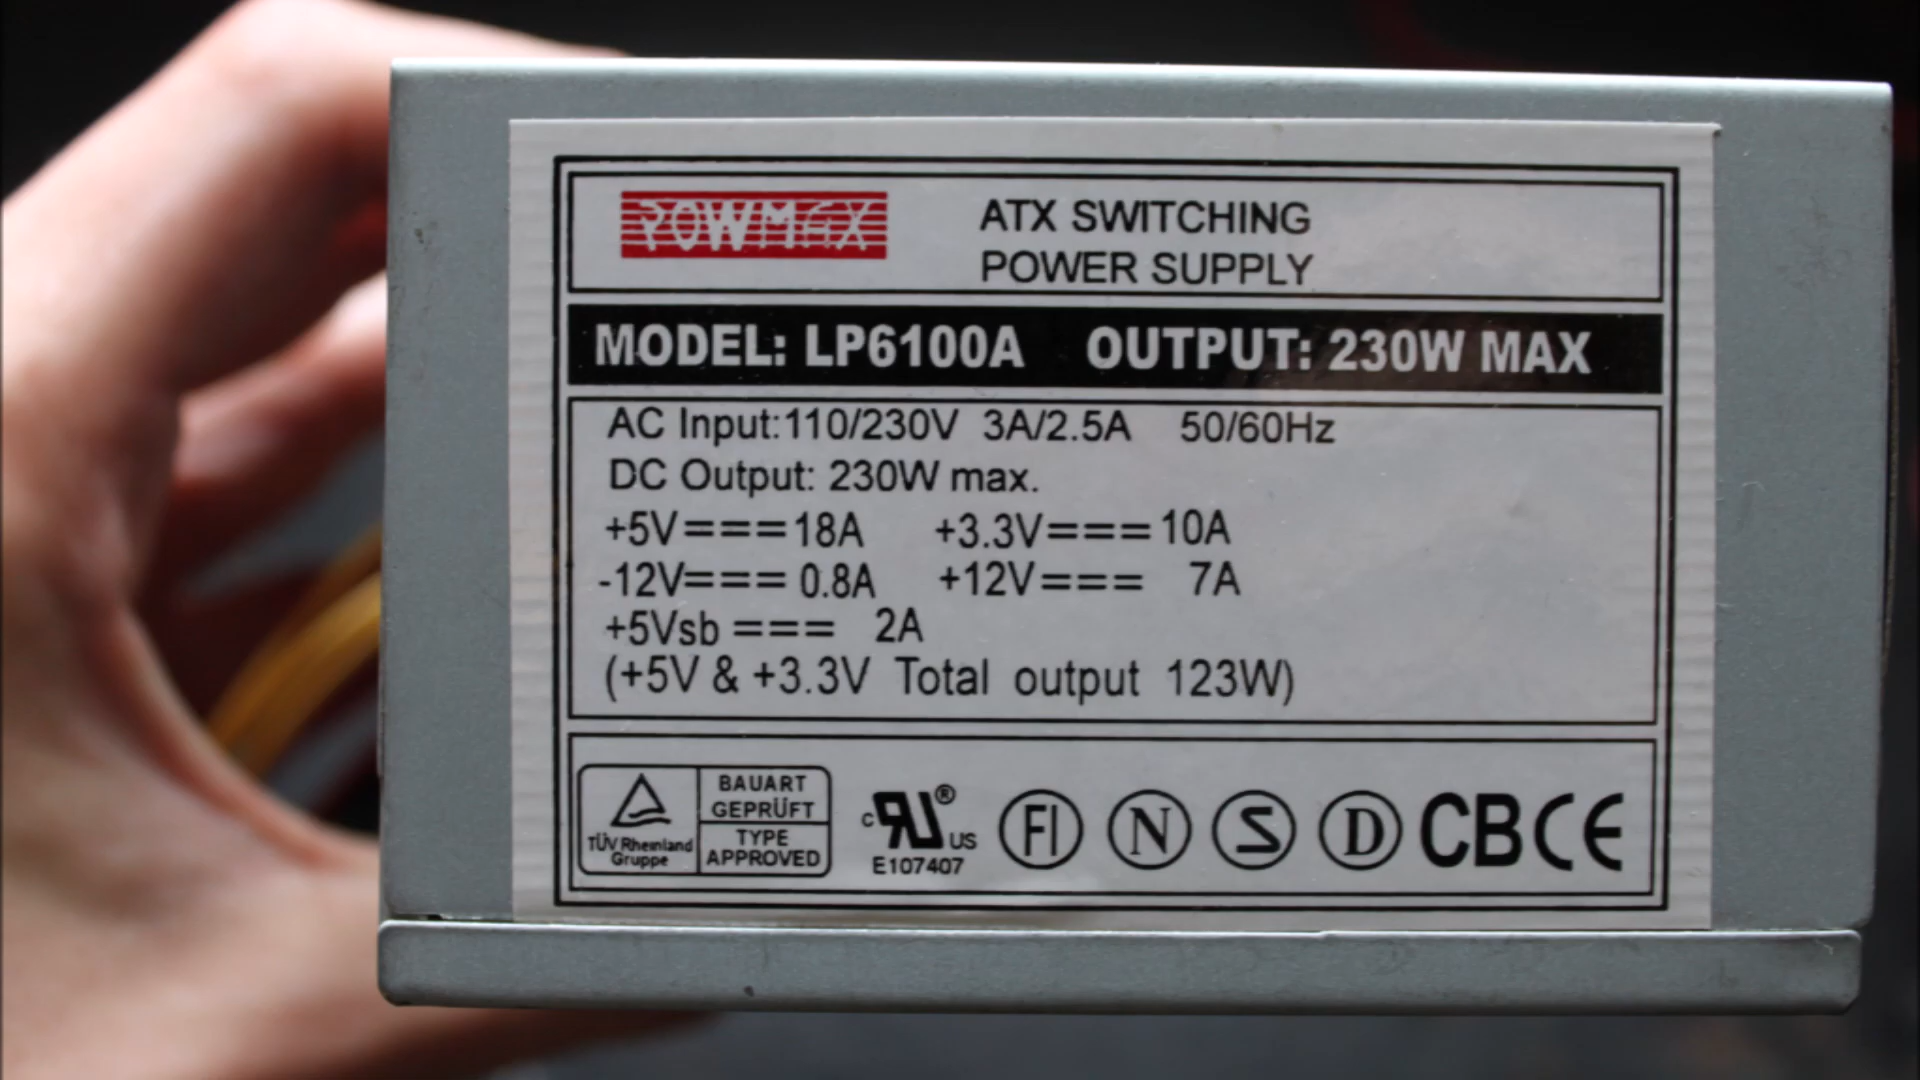 POWMAX
ATX SWITCHING
POWER SUPPLY
MODEL: LP6100A OUTPUT: 230W MAX
AC Input:110/230V 3A/2.5A 50/60Hz
DC Output: 230W max.
+5V===18A +3.3V===10A
-12V===0.8A +12V=== 7A
+5Vsb === 2A
(+5V & +3.3V Total output 123W)
TÜV Rheinland
Gruppe
BAUART
GEPRÜFT
TYPE
APPROVED
c RU ® US
E107407
FI N S D CB CE